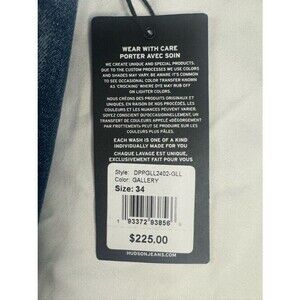 WEAR WITH CARE
PORTER AVEC SOIN
WE CREATE UNIQUE AND SPECIAL PRODUCTS,
DUE TO THE CUSTOM PROCESSES WE USE COLORS
AND SHADES MAY VARY. BE AWARE IT'S COMMON
TO SEE OCCASIONAL COLOR TRANSFER KNOWN
AS 'CROCKING' WHERE DYE MAY RUB OFF
ON LIGHTER COLORS.
NOUS CRÉONS DES PRODUITS ORIGINAUX ET
UNIQUES, EN RAISON DE NOS PROCÉDÉS, LES
COULEURS ET LES NUANCES PEUVENT VARIER.
SOYEZ CONSCIENT QU'OCCASIONNELLEMENT, UN
TRANSFERT DE COULEURS APPELÉ «DÉGORGEMENT
PAR FROTTEMENT» PEUT SE PRODUIRE SUR DES
COULEURS PLUS PÂLES.
EACH WASH IS ONE OF A KIND
INDIVIDUALLY MADE FOR YOU
CHAQUE LAVAGE EST UNIQUE,
EXCLUSIVEMENT FAIT POUR VOUS
Style: DPRGLL2402-GLL
Color: GALLERY
Size: 34
1 93372 93856 5
$225.00
HUDSONJEANS.COM